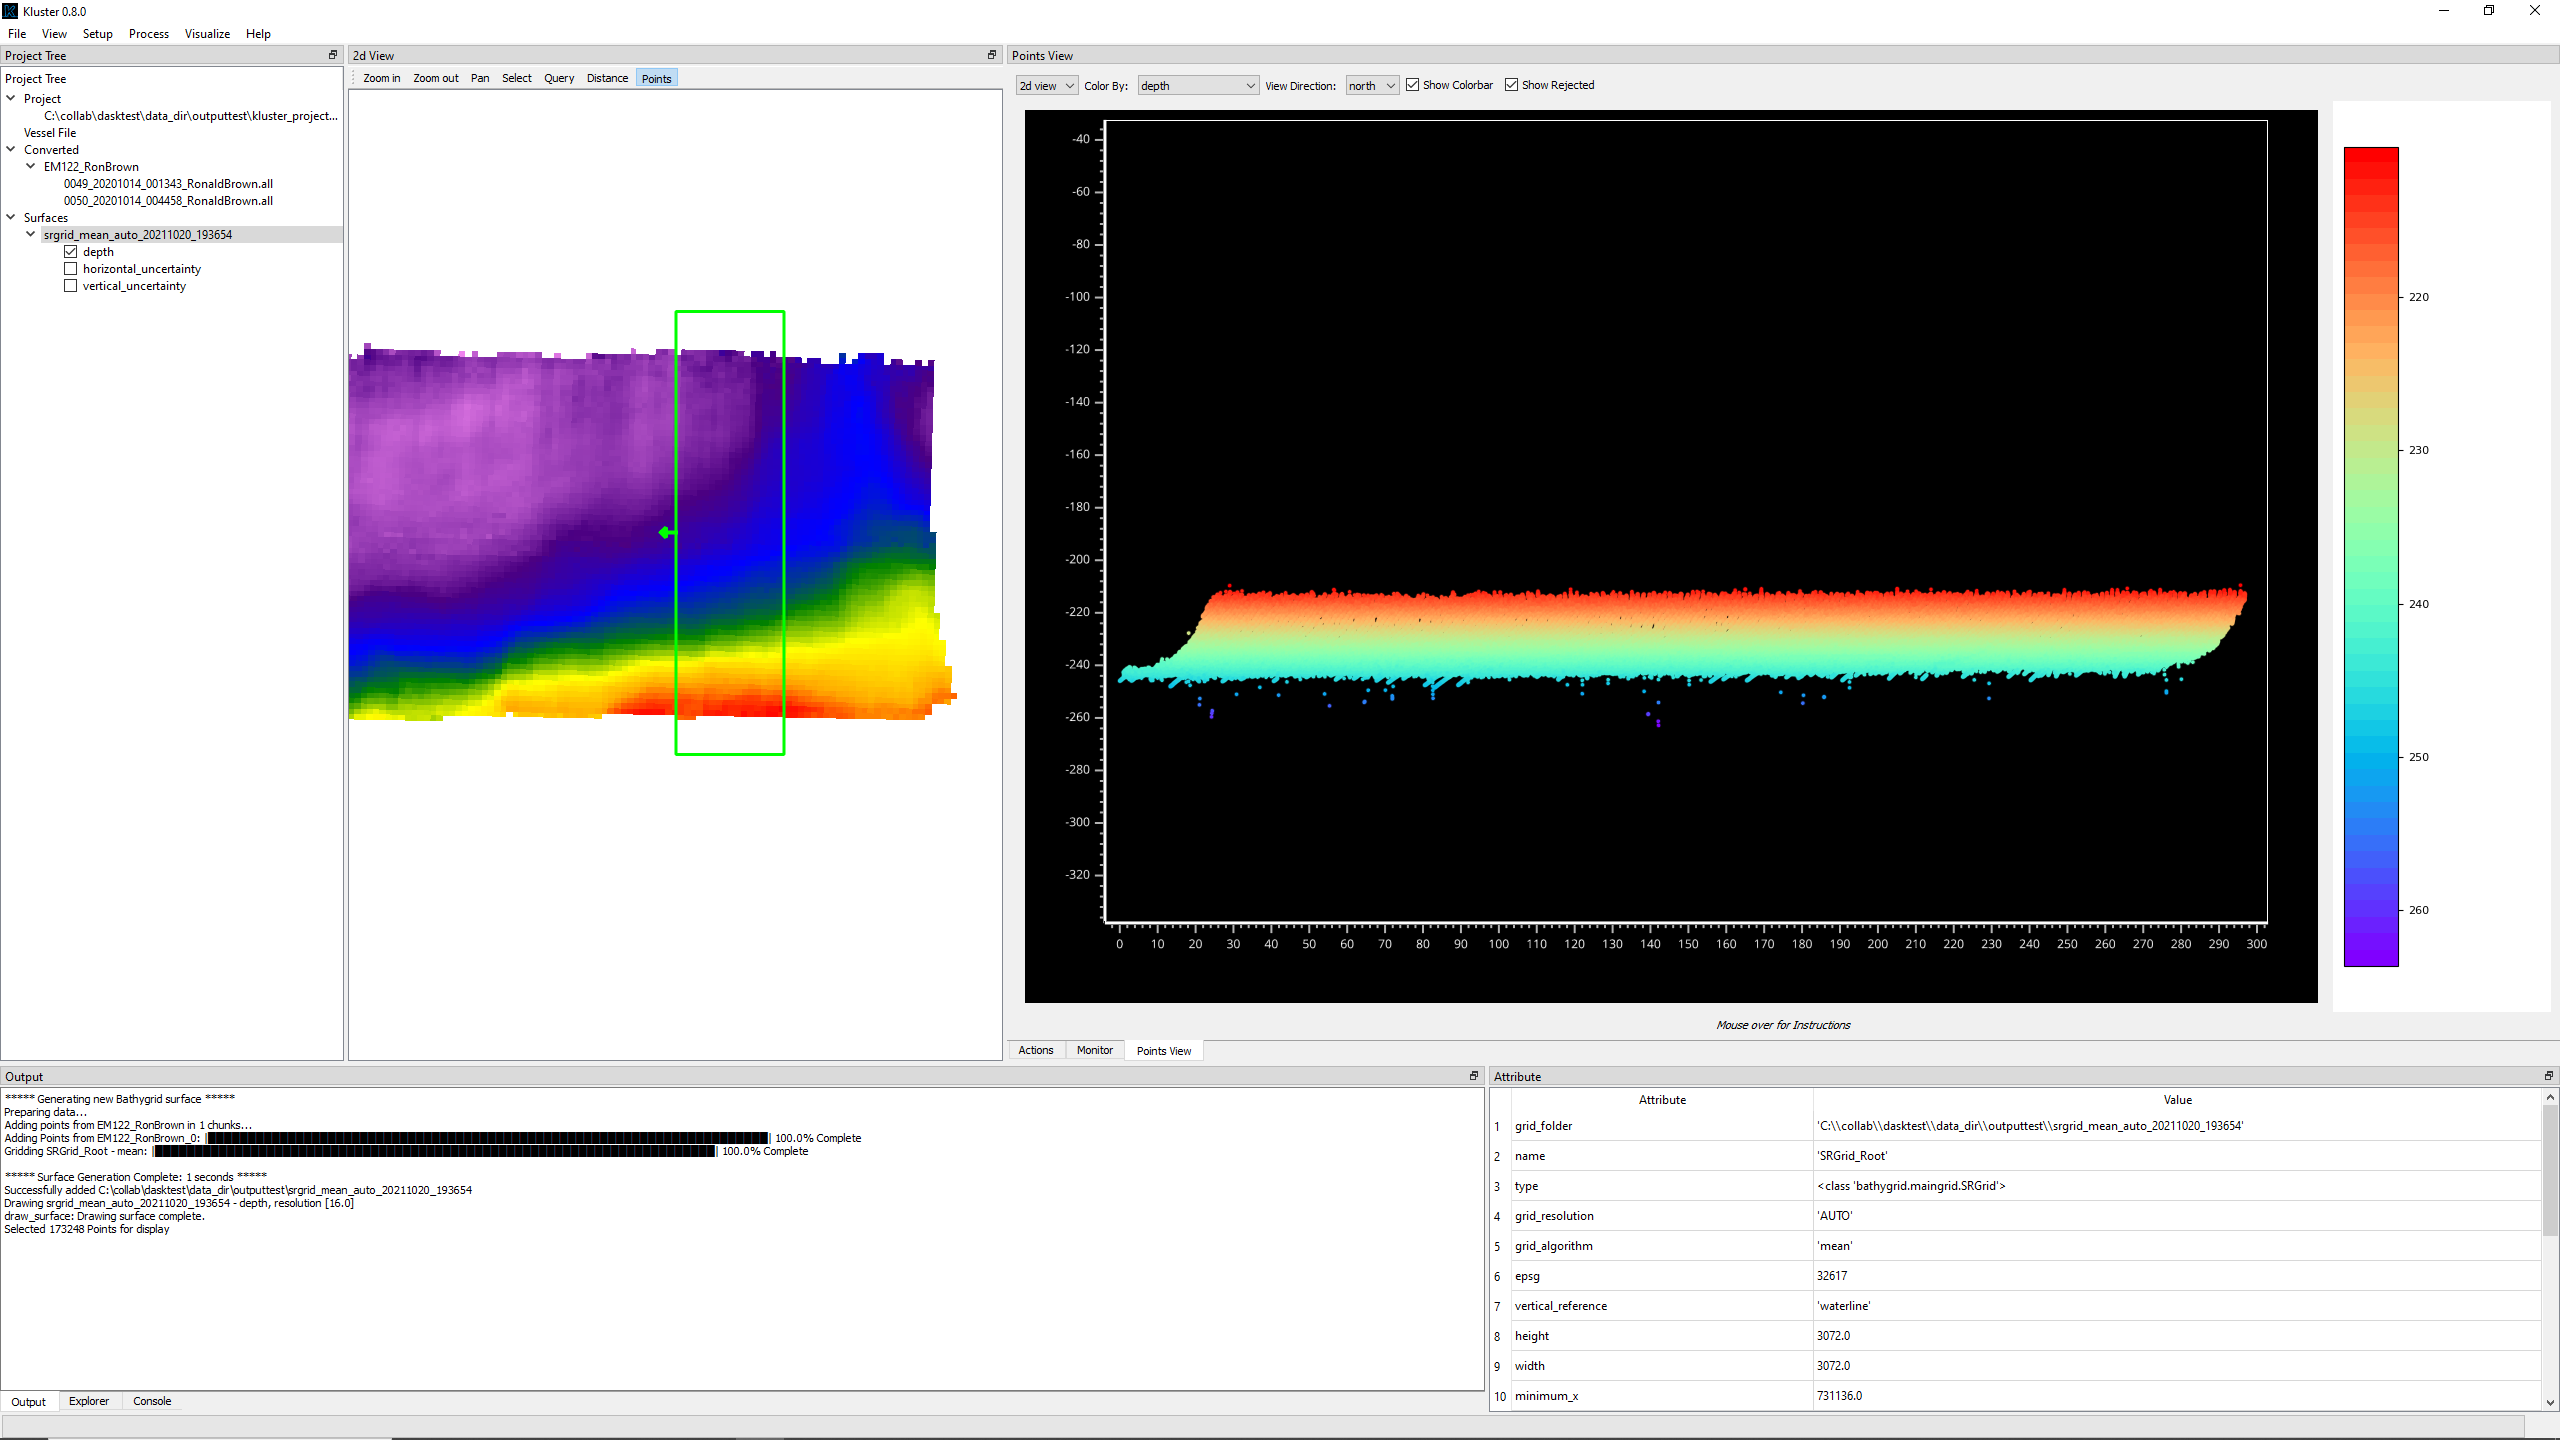 Kluster 0.8.0
File View Setup Process Visualize Help
Project Tree
Project Tree
Project
C:\collab\dasktest\data_dir\outputtest\kluster_project...
Vessel File
Converted
EM122_RonBrown
0049_20201014_001343_RonaldBrown.all
0050_20201014_004458_RonaldBrown.all
Surfaces
srgrid_mean_auto_20211020_193654
depth
horizontal_uncertainty
vertical_uncertainty
2d View
Zoom in Zoom out Pan Select Query Distance Points
Points View
2d view Color By: depth View Direction: north Show Colorbar Show Rejected
-40
-60
-80
-100
-120
-140
-160
-180
-200
-220
-240
-260
-280
-300
-320
0 10 20 30 40 50 60 70 80 90 100 110 120 130 140 150 160 170 180 190 200 210 220 230 240 250 260 270 280 290 300
220
230
240
250
260
Mouse over for Instructions
Actions Monitor Points View
Output
***** Generating new Bathygrid surface *****
Preparing data...
Adding points from EM122_RonBrown in 1 chunks...
Adding Points from EM122_RonBrown_0: 100.0% Complete
Gridding SRGrid_Root - mean: 100.0% Complete
***** Surface Generation Complete: 1 seconds *****
Successfully added C:\collab\dasktest\data_dir\outputtest\srgrid_mean_auto_20211020_193654
Drawing srgrid_mean_auto_20211020_193654 - depth, resolution [16.0]
draw_surface: Drawing surface complete.
Selected 173248 Points for display
Output Explorer Console
Attribute
Attribute Value
1 grid_folder 'C:\\collab\\dasktest\\data_dir\\outputtest\\srgrid_mean_auto_20211020_193654'
2 name 'SRGrid_Root'
3 type <class 'bathygrid.maingrid.SRGrid'>
4 grid_resolution 'AUTO'
5 grid_algorithm 'mean'
6 epsg 32617
7 vertical_reference 'waterline'
8 height 3072.0
9 width 3072.0
10 minimum_x 731136.0